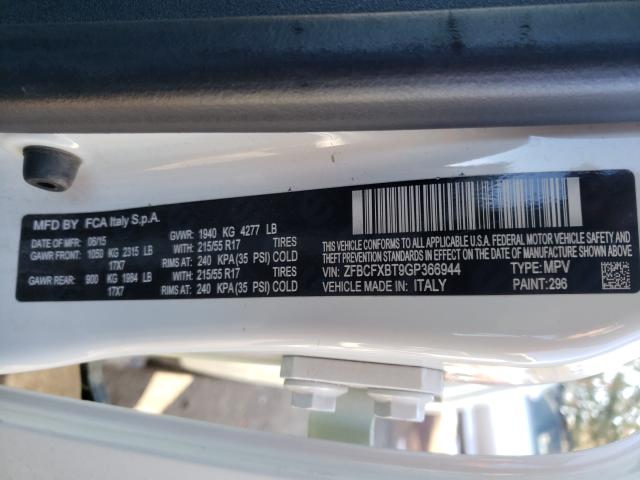 MFD BY FCA Italy S.p.A.
DATE OF MFD: 06/15 GVWR: 1940 KG 4277 LB
GAWR FRONT: 1050 KG 2315 LB WITH: 215/55 R17 TIRES
17X7 RIMS AT: 240 KPA (35 PSI) COLD
GAWR REAR: 900 KG 1984 LB WITH: 215/55 R17 TIRES
17X7 RIMS AT: 240 KPA (35 PSI) COLD
THIS VEHICLE CONFORMS TO ALL APPLICABLE U.S.A. FEDERAL MOTOR VEHICLE SAFETY
AND THEFT PREVENTION STANDARDS IN EFFECT ON THE DATE OF MANUFACTURE SHOWN ABOVE
VIN: ZFBCFXBT9GP366944 TYPE: MPV
VEHICLE MADE IN: ITALY PAINT: 296